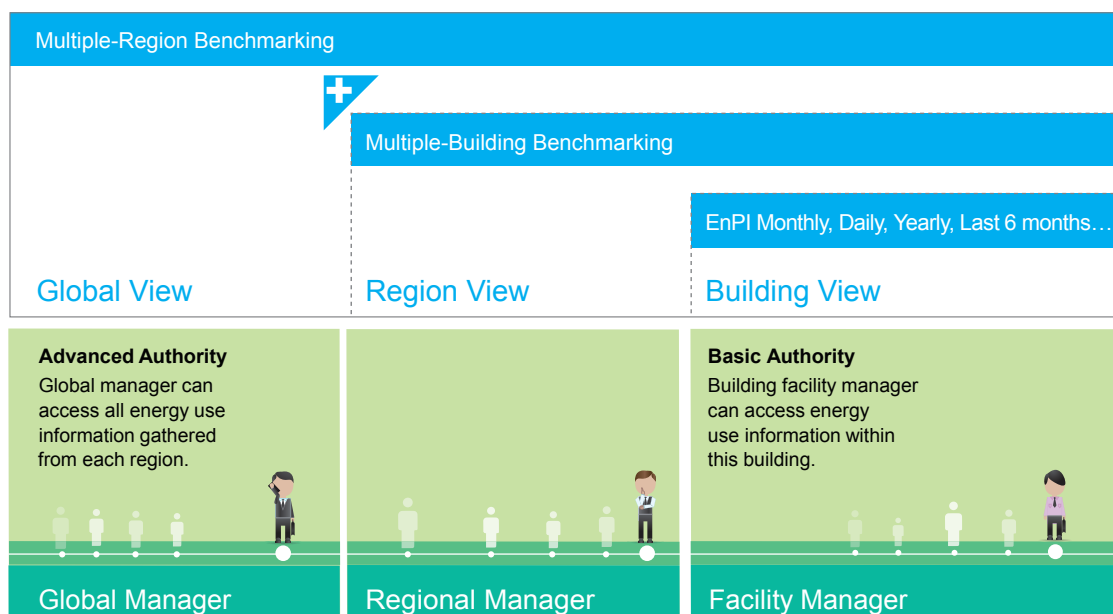 Multiple-Region Benchmarking
Multiple-Building Benchmarking
EnPI Monthly, Daily, Yearly, Last 6 months…
Global View
Region View
Building View
Advanced Authority
Global manager can
access all energy use
information gathered
from each region.
Basic Authority
Building facility manager
can access energy
use information within
this building.
Global Manager
Regional Manager
Facility Manager